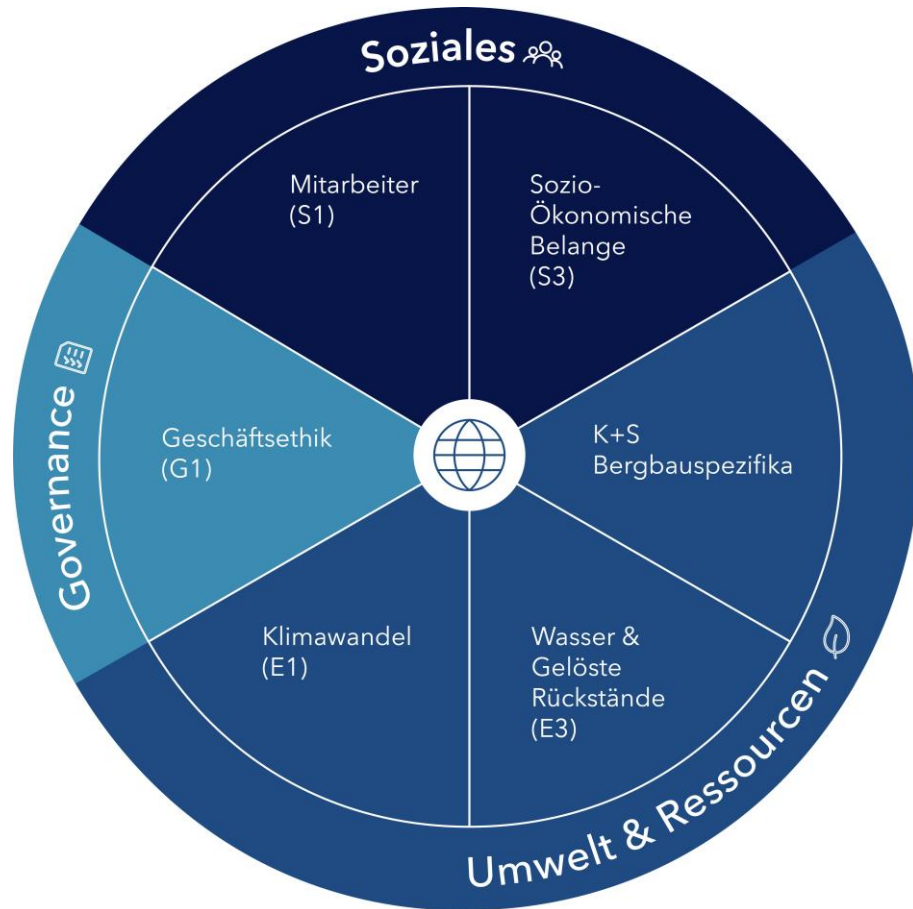 Soziales
Mitarbeiter
(S1)
Sozio-
Ökonomische
Belange
(S3)
Governance
Geschäftsethik
(G1)
K+S
Bergbauspezifika
Klimawandel
(E1)
Wasser &
Gelöste
Rückstände
(E3)
Umwelt & Ressourcen